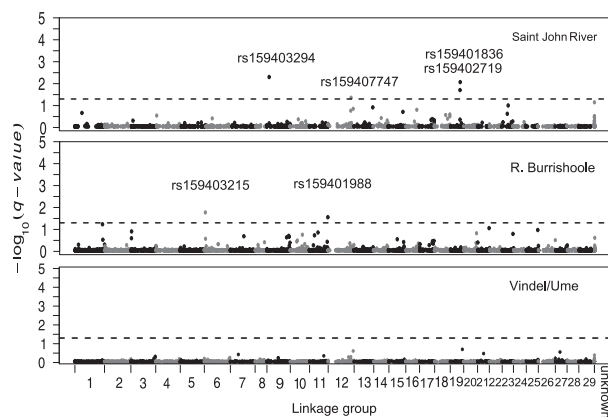 5
4
3
2
1
0
Saint John River
rs159403294
rs159407747
rs159401836
rs159402719
5
4
3
2
1
0
R. Burrishoole
rs159403215
rs159401988
5
4
3
2
1
0
Vindel/Ume
−log10(q−value)
1 2 3 4 5 6 7 8 9 10 11 12 13 14 15 16 17 18 19 20 21 22 23 24 25 26 27 28 29 unknown
Linkage group